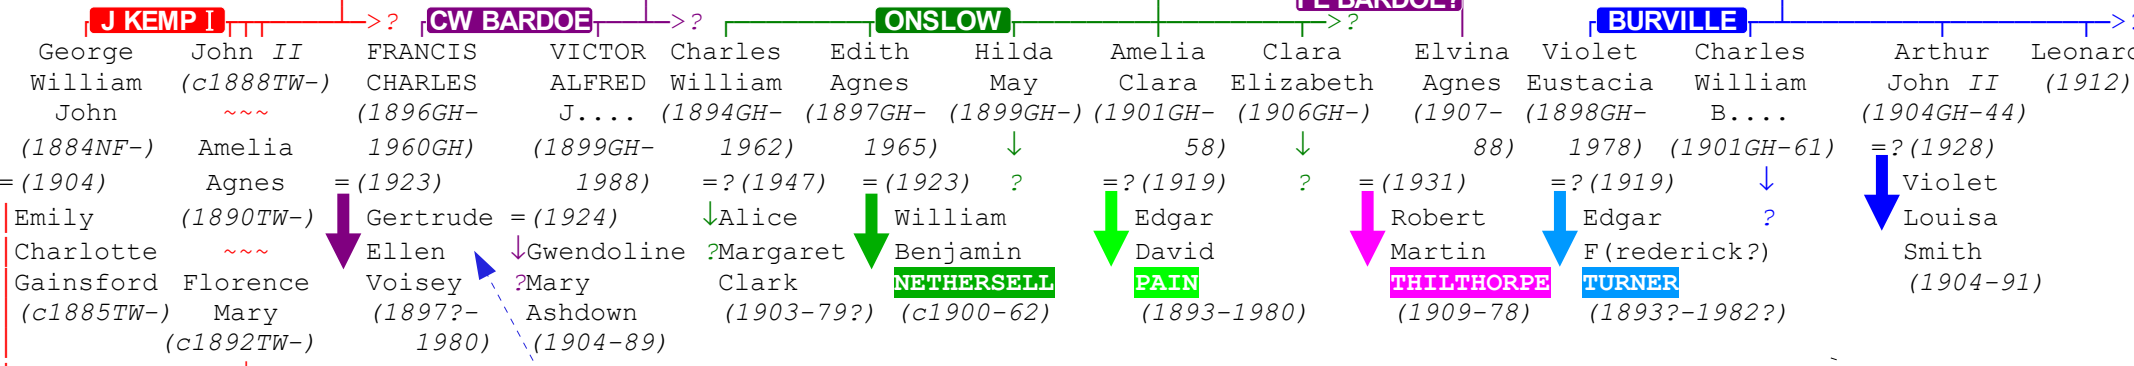 J KEMP I >? CW BARDOE >? ONSLOW >? BURVILLE >
George John II FRANCIS VICTOR Charles Edith Hilda Amelia Clara Elvina Violet Charles Arthur
William (c1888TW-) CHARLES ALFRED William Agnes May Clara Elizabeth Agnes Eustacia William John II (1912)
John ~~~ (1896GH- J.... (1894GH- (1897GH- (1899GH-) (1901GH- (1906GH-) (1907- (1898GH- B.... (1904GH-44)
(1884NF-) Amelia 1960GH) (1899GH- 1962) 1965) ↓ 58) ↓ 88) 1978) (1901GH-61) =?(1928)
=(1904) Agnes =(1923) 1988) =?(1947) =(1923) ? =?(1919) ? =(1931) =?(1919) ↓ Violet
Emily (1890TW-) Gertrude =(1924) ↓Alice William Edgar Robert Edgar ? Louisa
Charlotte ~~~ Ellen ↓Gwendoline ?Margaret Benjamin David Martin F(rederick?) Smith
Gainsford Florence Voisey ?Mary Clark NETHERSELL PAIN THILTHORPE TURNER (1904-91)
(c1885TW-) Mary (1897?- Ashdown (1903-79?) (c1900-62) (1893-1980) (1909-78) (1893?-1982?)
(c1892TW-) 1980) (1904-89)